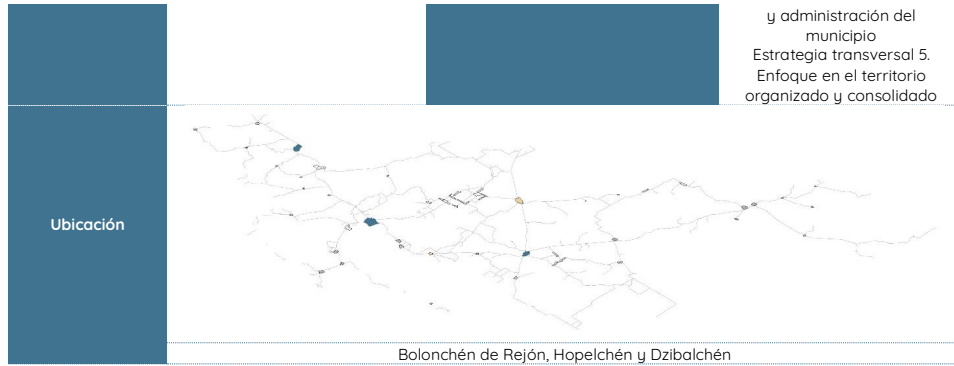 y administración del
municipio
Estrategia transversal 5.
Enfoque en el territorio
organizado y consolidado
Ubicación
Bolonchén de Rejón, Hopelchén y Dzibalchén